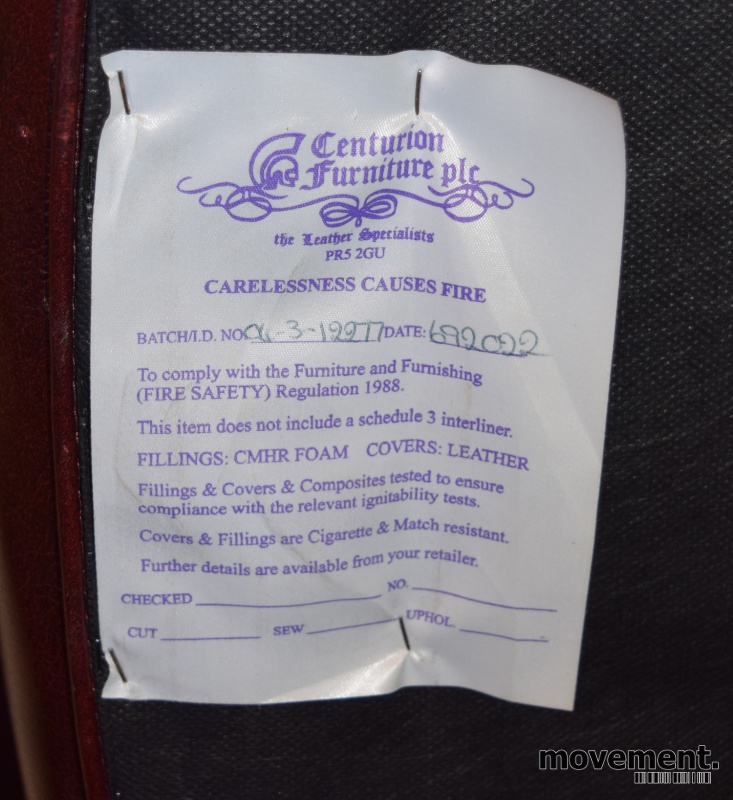 Centurion
Furniture plc
the Leather Specialists
PR5 2GU
CARELESSNESS CAUSES FIRE
BATCH/I.D. NO DATE:
To comply with the Furniture and Furnishing
(FIRE SAFETY) Regulation 1988.
This item does not include a schedule 3 interliner.
FILLINGS: CMHR FOAM COVERS: LEATHER
Fillings & Covers & Composites tested to ensure
compliance with the relevant ignitability tests.
Covers & Fillings are Cigarette & Match resistant.
Further details are available from your retailer.
CHECKED NO.
CUT SEW UPHOL.
movement.